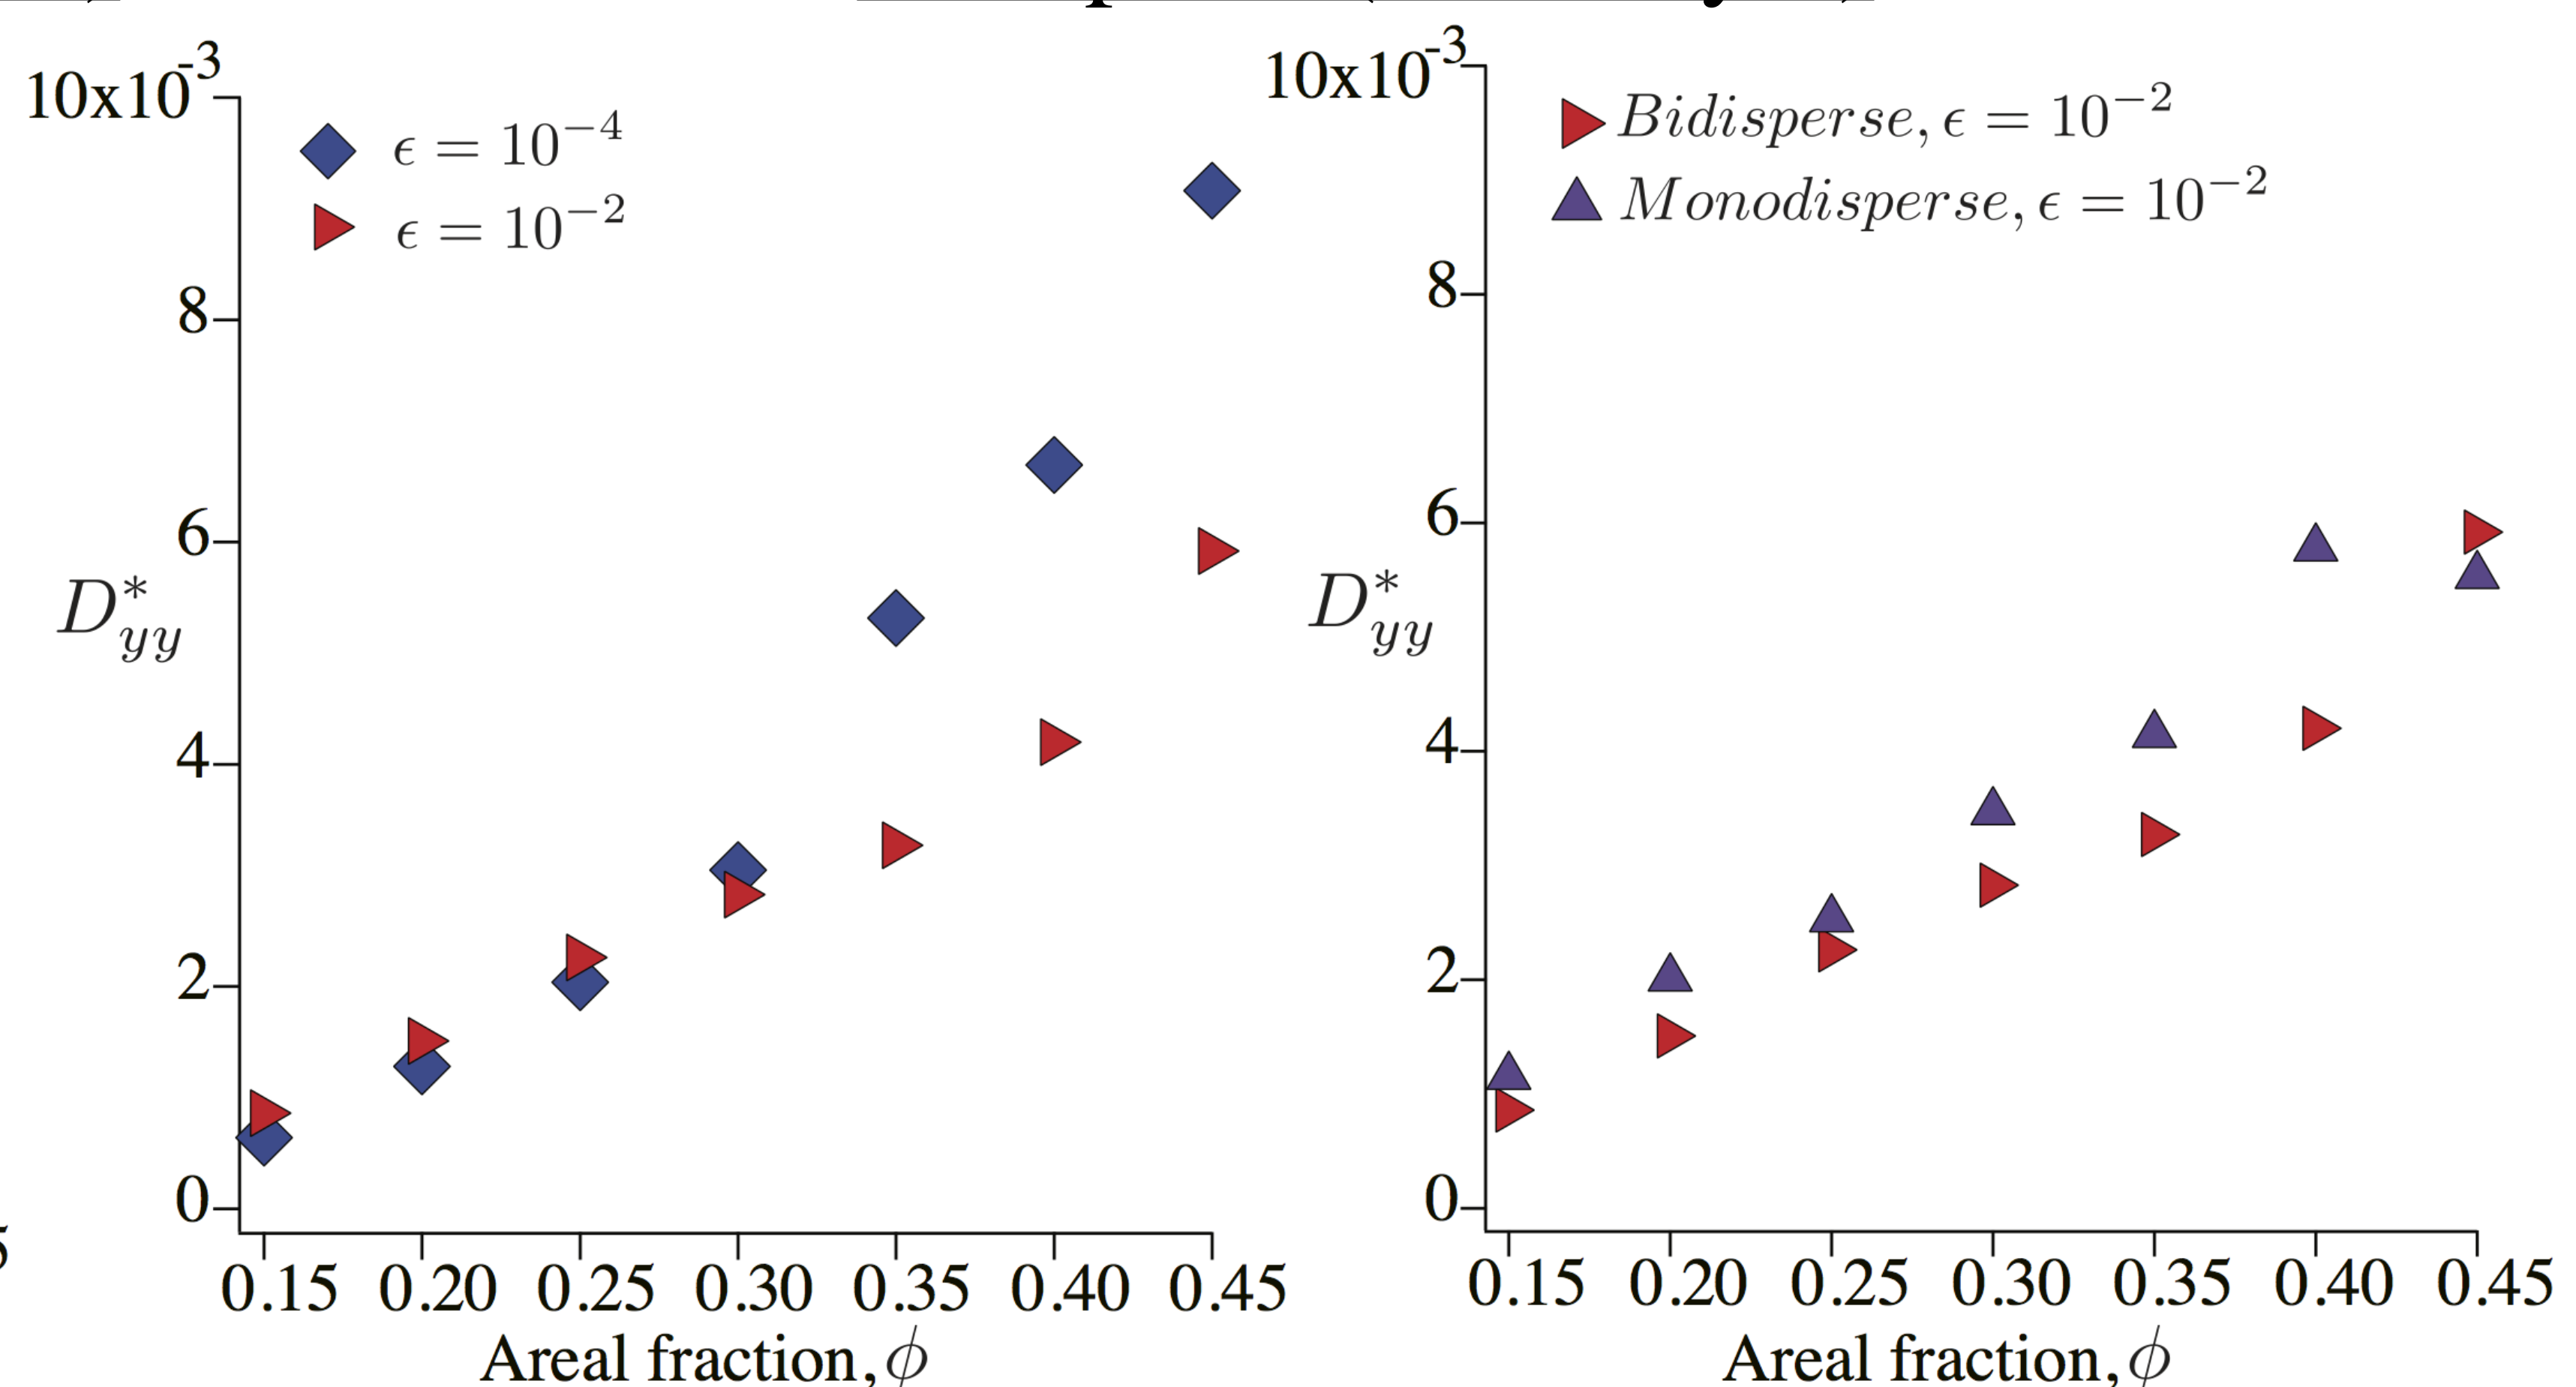 10x10^-3
ϵ = 10^−4
ϵ = 10^−2
8
6
D*yy
4
2
0
0.15 0.20 0.25 0.30 0.35 0.40 0.45
Areal fraction, ϕ
10x10^-3
Bidisperse, ϵ = 10^−2
Monodisperse, ϵ = 10^−2
8
6
D*yy
4
2
0
0.15 0.20 0.25 0.30 0.35 0.40 0.45
Areal fraction, ϕ